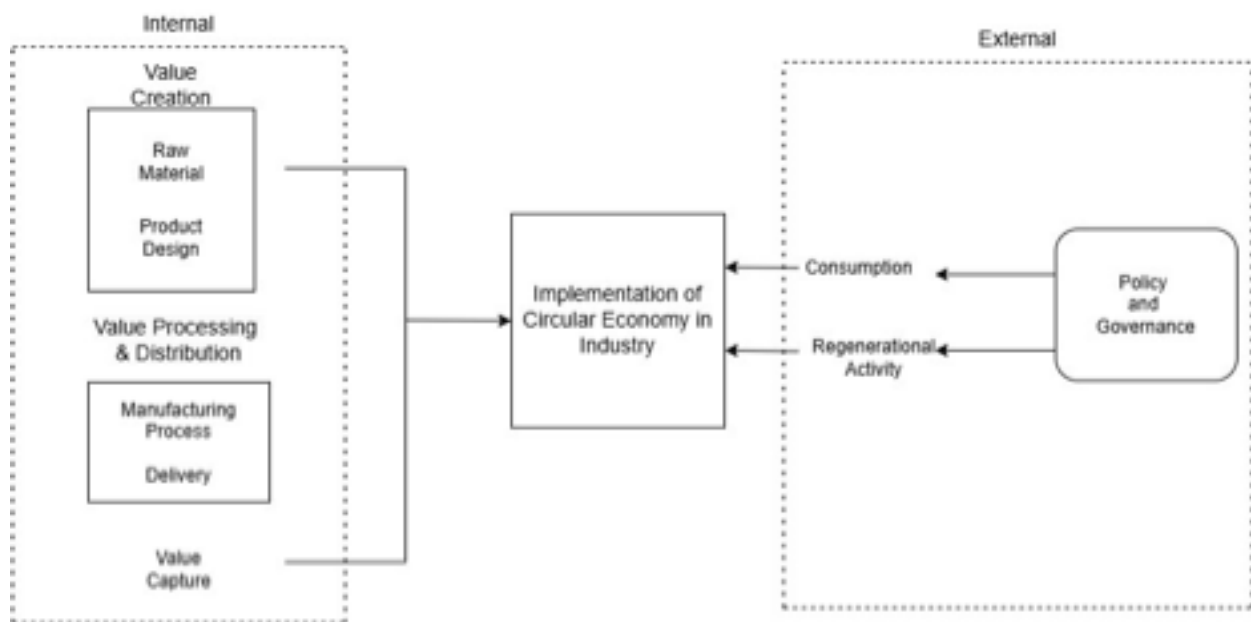 Internal
Value
Creation
Raw
Material
Product
Design
Value Processing
& Distribution
Manufacturing
Process
Delivery
Value
Capture
Implementation of
Circular Economy in
Industry
External
Consumption
Regenerational
Activity
Policy
and
Governance